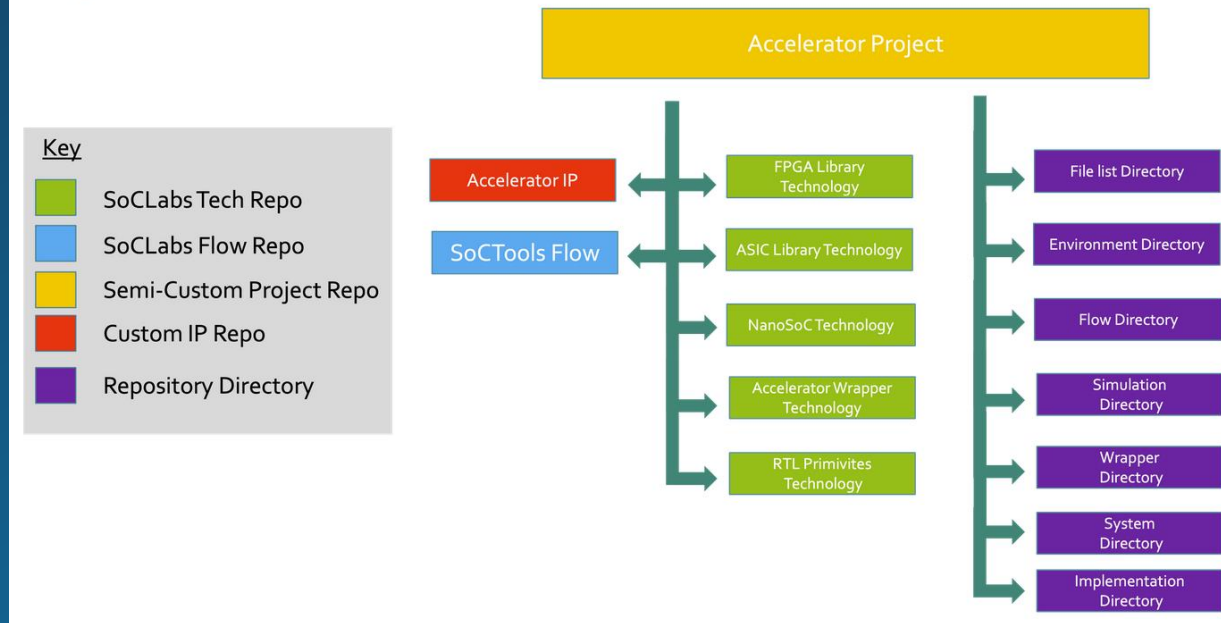 Accelerator Project
Key
SoCLabs Tech Repo
SoCLabs Flow Repo
Semi-Custom Project Repo
Custom IP Repo
Repository Directory
Accelerator IP
SoCTools Flow
FPGA Library
Technology
ASIC Library Technology
NanoSoC Technology
Accelerator Wrapper
Technology
RTL Primivites
Technology
File list Directory
Environment Directory
Flow Directory
Simulation
Directory
Wrapper
Directory
System
Directory
Implementation
Directory